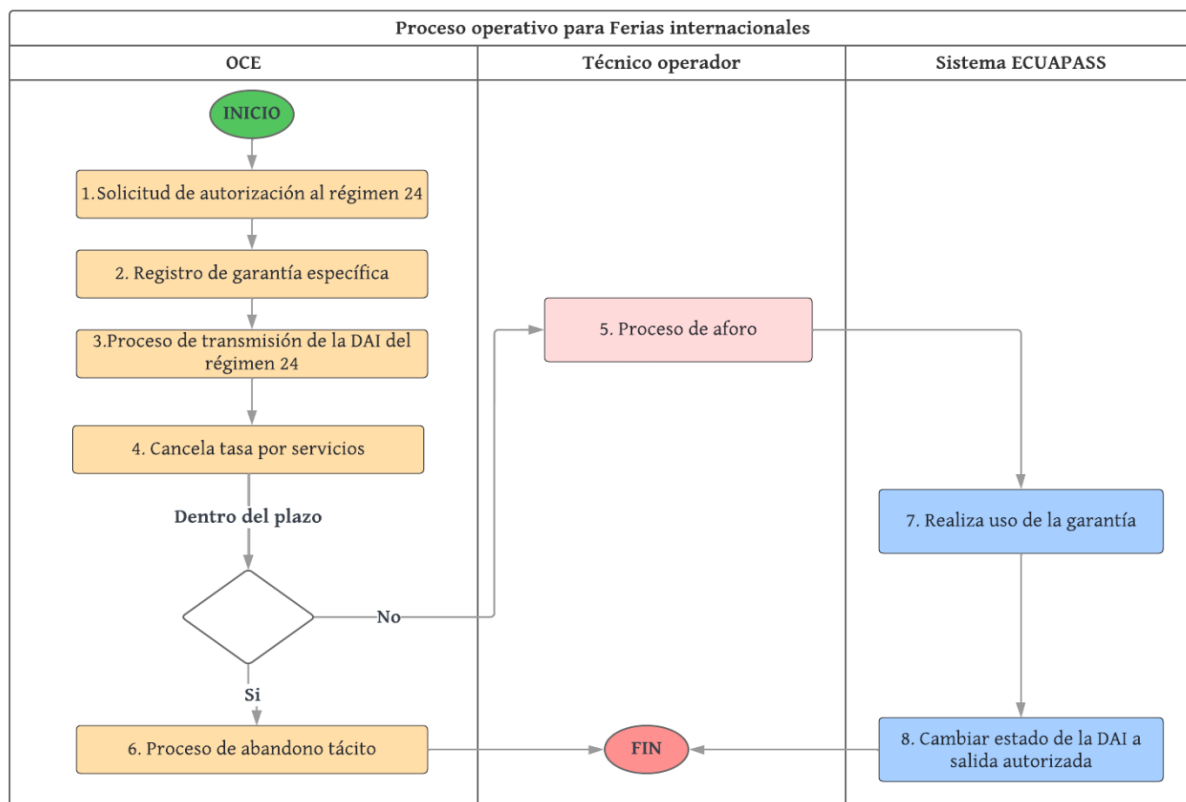 Proceso operativo para Ferias internacionales
OCE
Técnico operador
Sistema ECUAPASS
INICIO
1.Solicitud de autorización al régimen 24
2. Registro de garantía específica
3.Proceso de transmisión de la DAI del
régimen 24
4. Cancela tasa por servicios
Dentro del plazo
No
Si
6. Proceso de abandono tácito
5. Proceso de aforo
FIN
7. Realiza uso de la garantía
8. Cambiar estado de la DAI a
salida autorizada